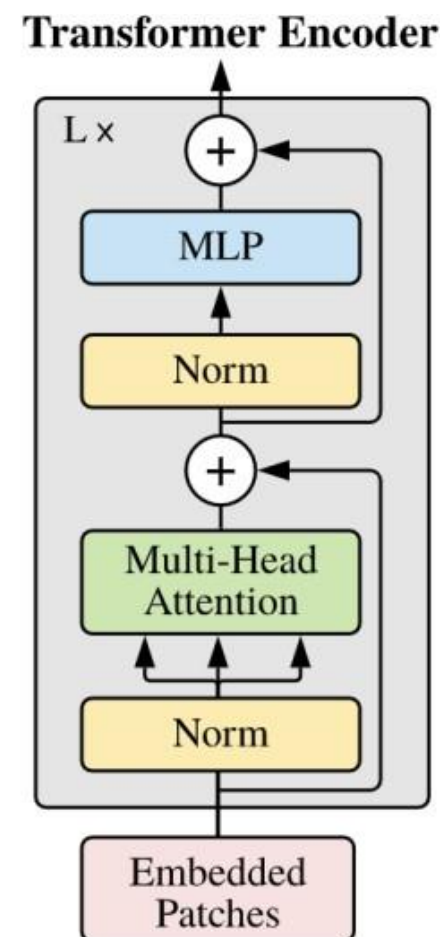 Transformer Encoder
L ×
+
MLP
Norm
+
Multi-Head
Attention
Norm
Embedded
Patches